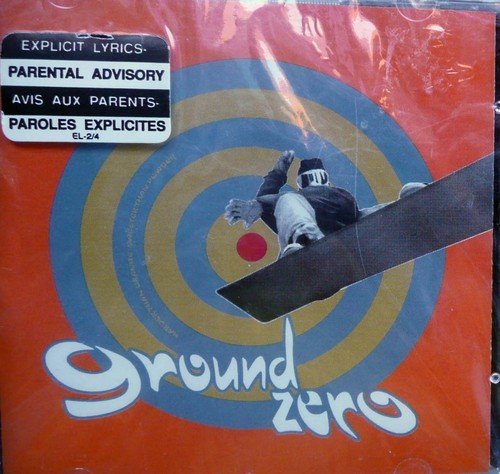 EXPLICIT LYRICS-
PARENTAL ADVISORY
AVIS AUX PARENTS-
PAROLES EXPLICITES
EL-2/4
ground
zero